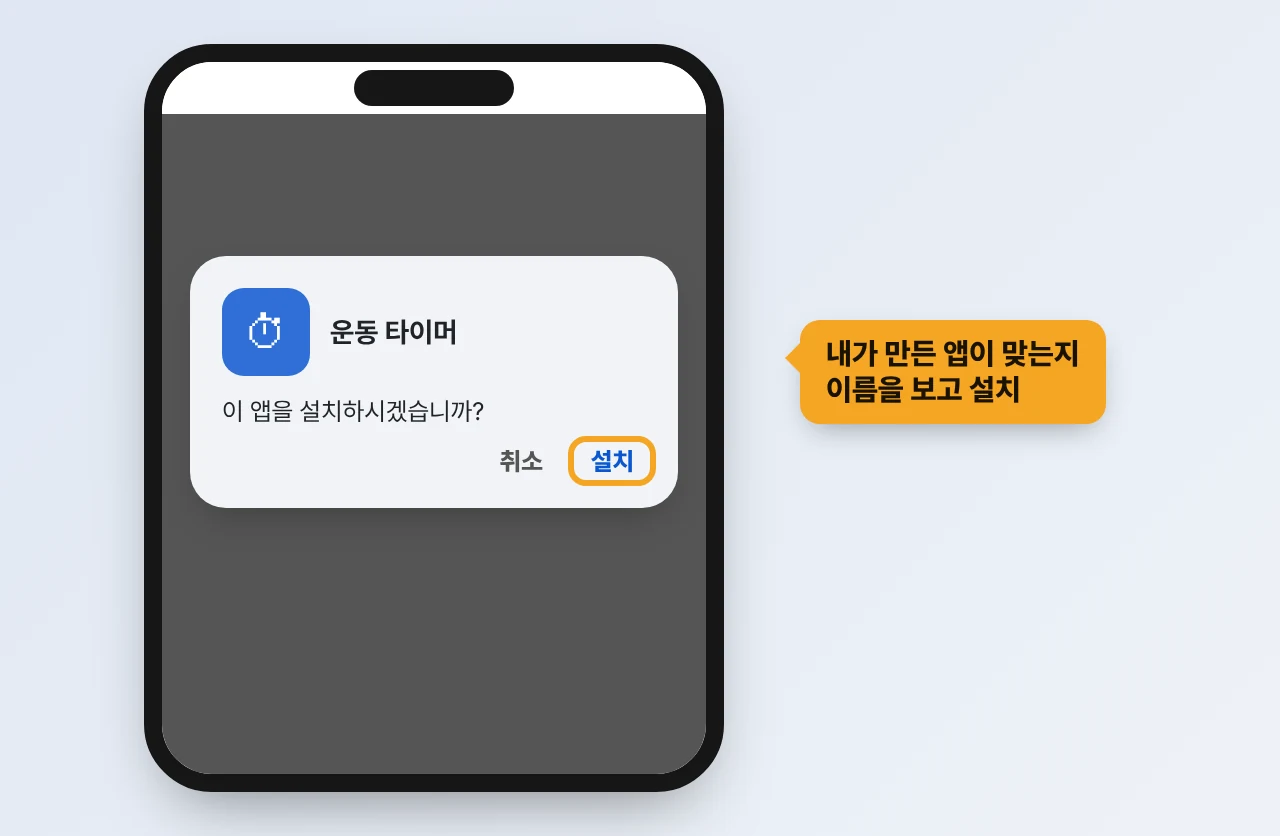 운동 타이머
이 앱을 설치하시겠습니까?
취소 설치
내가 만든 앱이 맞는지
이름을 보고 설치